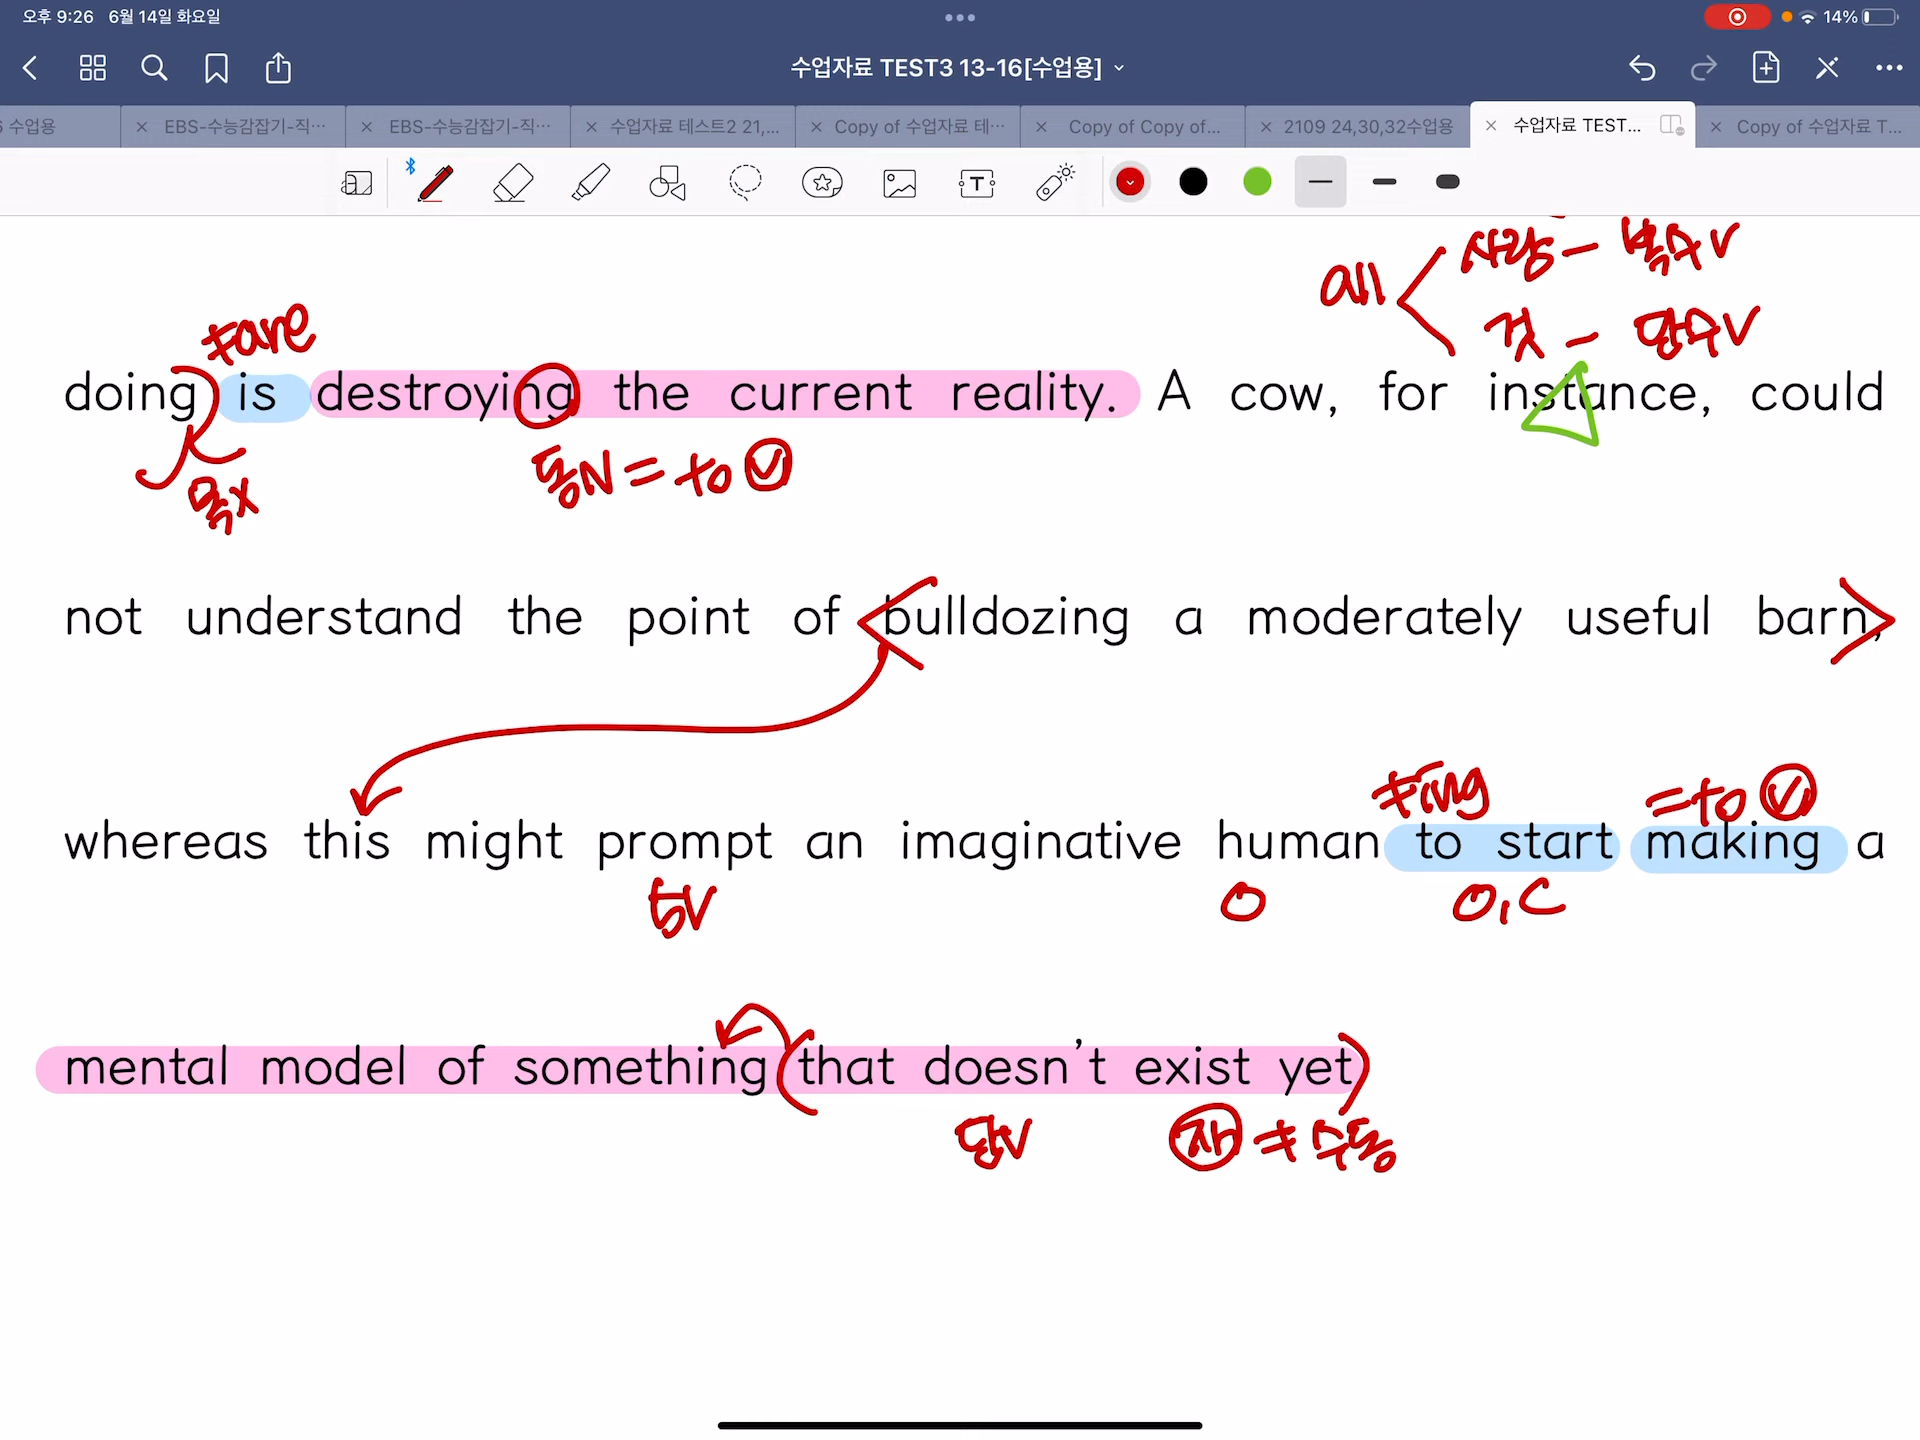 오후 9:26 6월 14일 화요일
14%
수업자료 TEST3 13-16[수업용]
6 수업용
EBS-수능감잡기-직…
EBS-수능감잡기-직…
수업자료 테스트2 21,…
Copy of 수업자료 테…
Copy of Copy of…
2109 24,30,32수업용
수업자료 TEST…
Copy of 수업자료 T…
T
all
사람 - 복수V
것 - 단수V
≠are
doing is destroying the current reality. A cow, for instance, could
목X
동N = to Ⓥ
not understand the point of <bulldozing a moderately useful barn,>
≠ing
=to Ⓥ
whereas this might prompt an imaginative human to start making a
5V
O
O.C
mental model of something (that doesn't exist yet)
단V
자 ≠ 수동